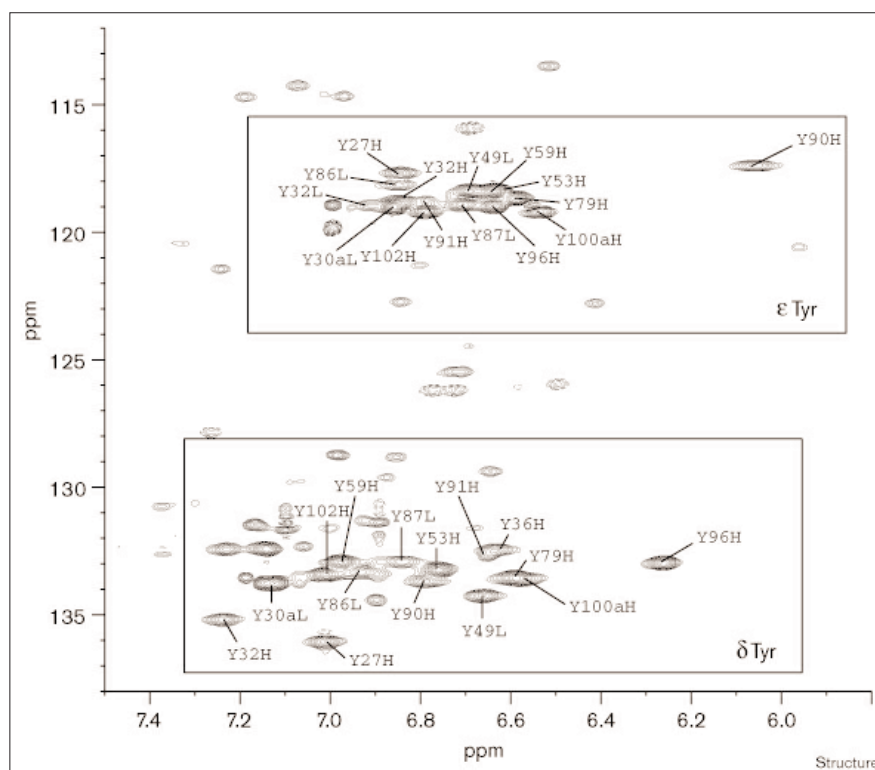 112
115
120
125
130
135
ppm
Y27H
Y32H
Y49L
Y59H
Y90H
Y86L
Y53H
Y32L
Y79H
Y91H
Y87L
Y100aH
Y30aL
Y102H
Y96H
ε Tyr
Y59H
Y91H
Y102H
Y87L
Y36H
Y53H
Y96H
Y79H
Y30aL
Y86L
Y90H
Y100aH
Y49L
Y32H
Y27H
δ Tyr
7.4 7.2 7.0 6.8 6.6 6.4 6.2 6.0
ppm
Structure